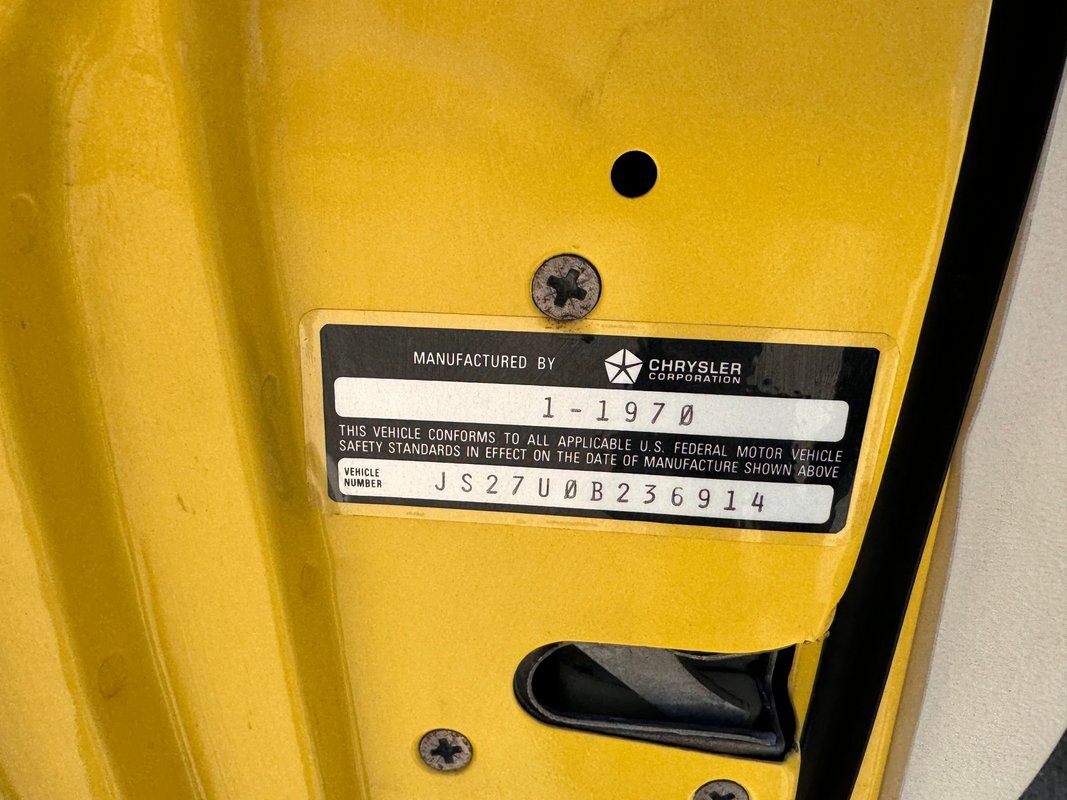 MANUFACTURED BY CHRYSLER CORPORATION
1-1970
THIS VEHICLE CONFORMS TO ALL APPLICABLE U.S. FEDERAL MOTOR VEHICLE
SAFETY STANDARDS IN EFFECT ON THE DATE OF MANUFACTURE SHOWN ABOVE
VEHICLE NUMBER JS27U0B236914